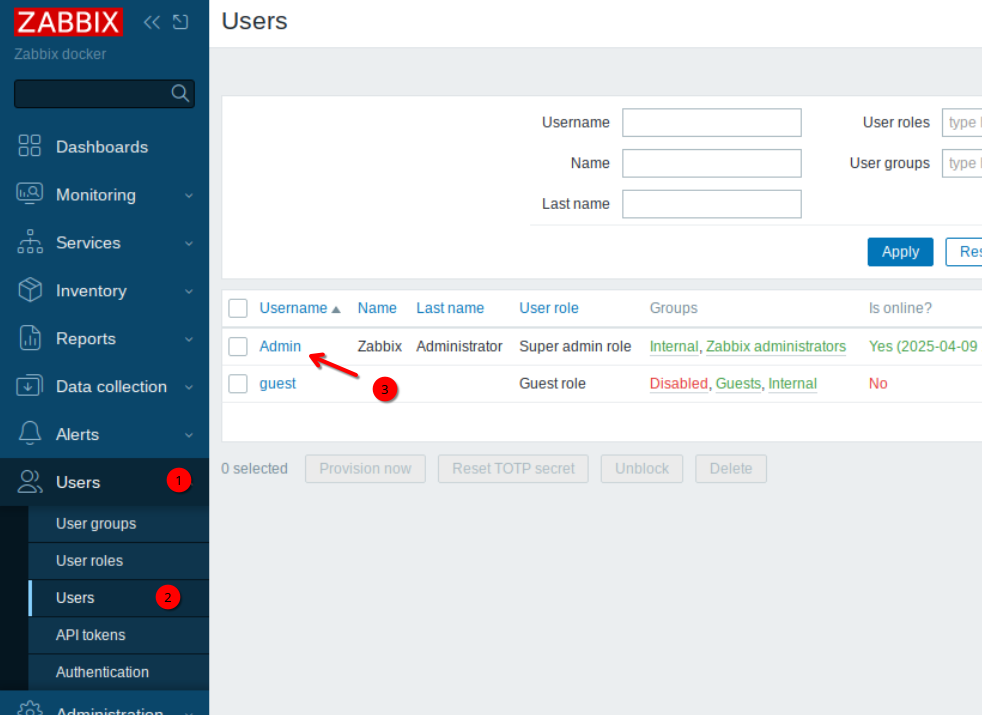 ZABBIX
Zabbix docker
Dashboards
Monitoring
Services
Inventory
Reports
Data collection
Alerts
Users 1
User groups
User roles
Users 2
API tokens
Authentication
Administration
Users
Username User roles type
Name User groups type
Last name
Apply Res
Username Name Last name User role Groups Is online?
Admin Zabbix Administrator Super admin role Internal, Zabbix administrators Yes (2025-04-09
3
guest Guest role Disabled, Guests, Internal No
0 selected Provision now Reset TOTP secret Unblock Delete